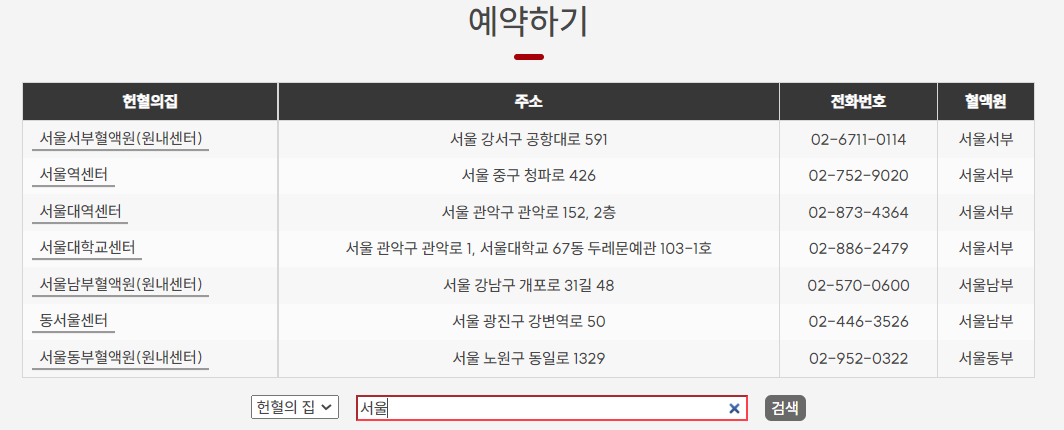 예약하기
헌혈의집 주소 전화번호 혈액원
서울서부혈액원(원내센터) 서울 강서구 공항대로 591 02-6711-0114 서울서부
서울역센터 서울 중구 청파로 426 02-752-9020 서울서부
서울대역센터 서울 관악구 관악로 152, 2층 02-873-4364 서울서부
서울대학교센터 서울 관악구 관악로 1, 서울대학교 67동 두레문예관 103-1호 02-886-2479 서울서부
서울남부혈액원(원내센터) 서울 강남구 개포로 31길 48 02-570-0600 서울남부
동서울센터 서울 광진구 강변역로 50 02-446-3526 서울남부
서울동부혈액원(원내센터) 서울 노원구 동일로 1329 02-952-0322 서울동부
헌혈의 집 서울 검색